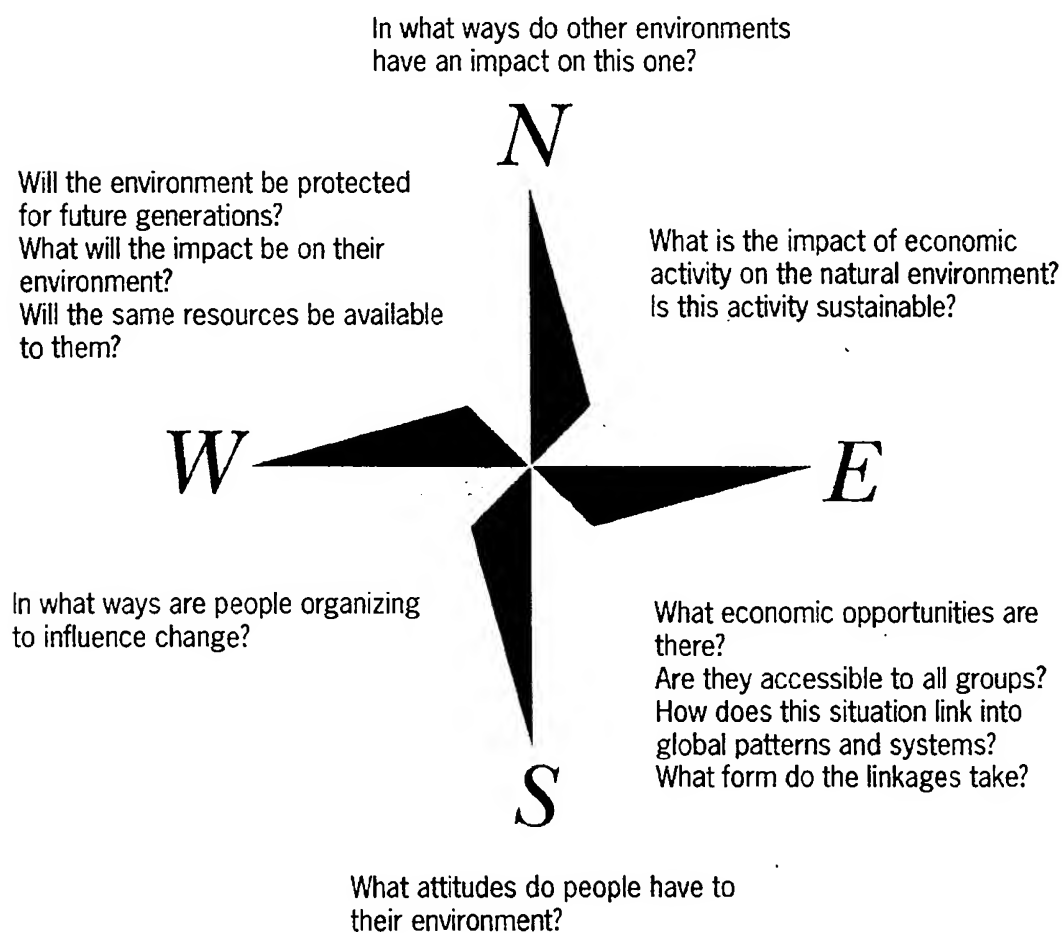 In what ways do other environments
have an impact on this one?
N
Will the environment be protected
for future generations?
What will the impact be on their
environment?
Will the same resources be available
to them?
What is the impact of economic
activity on the natural environment?
Is this activity sustainable?
W
E
In what ways are people organizing
to influence change?
What economic opportunities are
there?
Are they accessible to all groups?
How does this situation link into
global patterns and systems?
What form do the linkages take?
S
What attitudes do people have to
their environment?